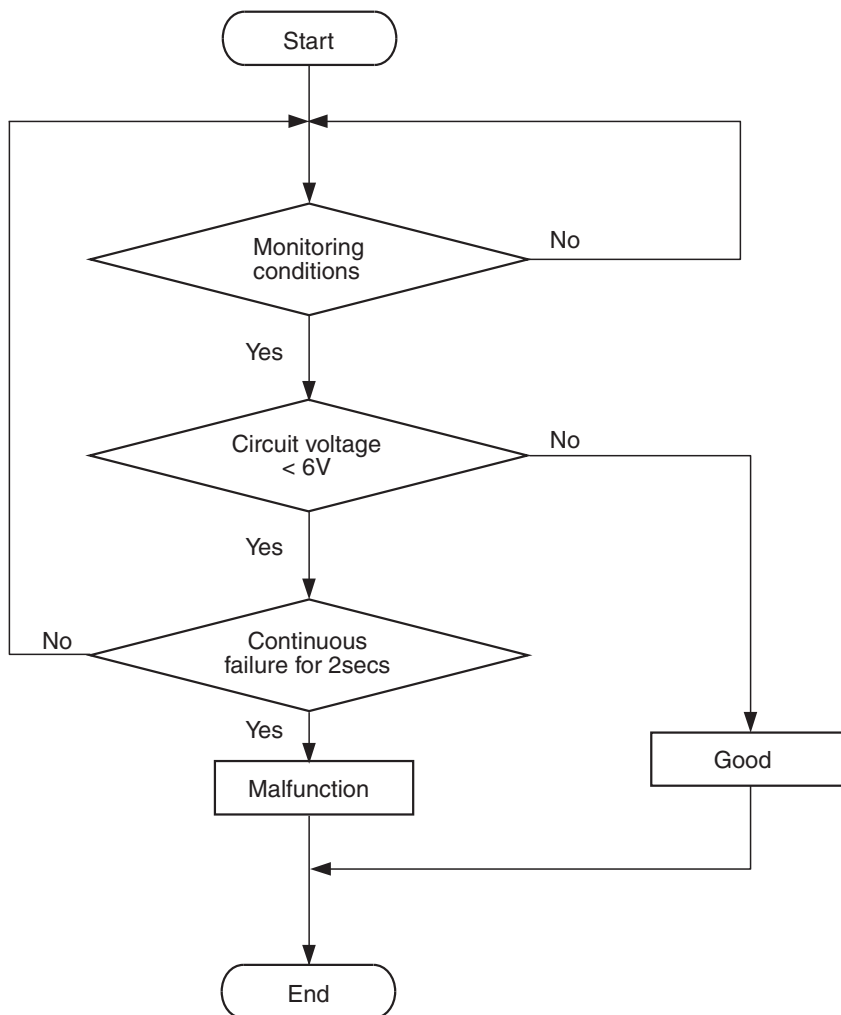 Start
Monitoring
conditions
No
Yes
Circuit voltage
< 6V
No
Yes
Continuous
failure for 2secs
No
Yes
Malfunction
Good
End